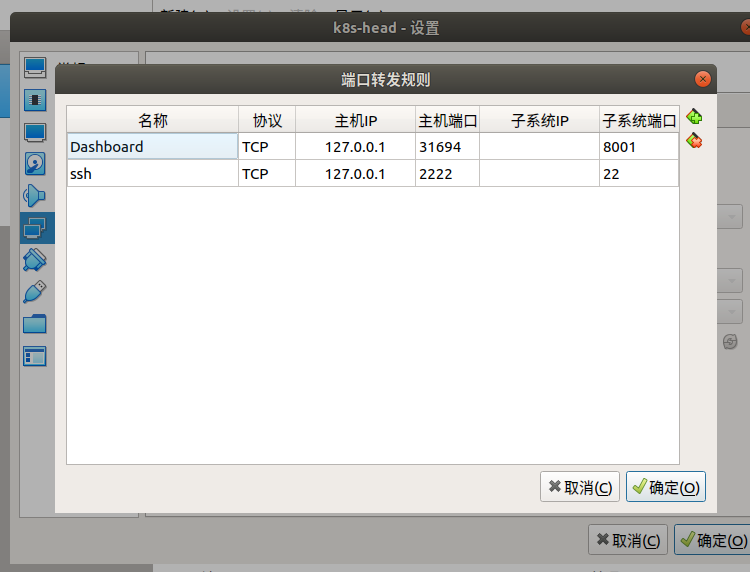 k8s-head - 设置
端口转发规则
名称 协议 主机IP 主机端口 子系统IP 子系统端口
Dashboard TCP 127.0.0.1 31694 8001
ssh TCP 127.0.0.1 2222 22
取消(C) 确定(O)
取消(C) 确定(O)